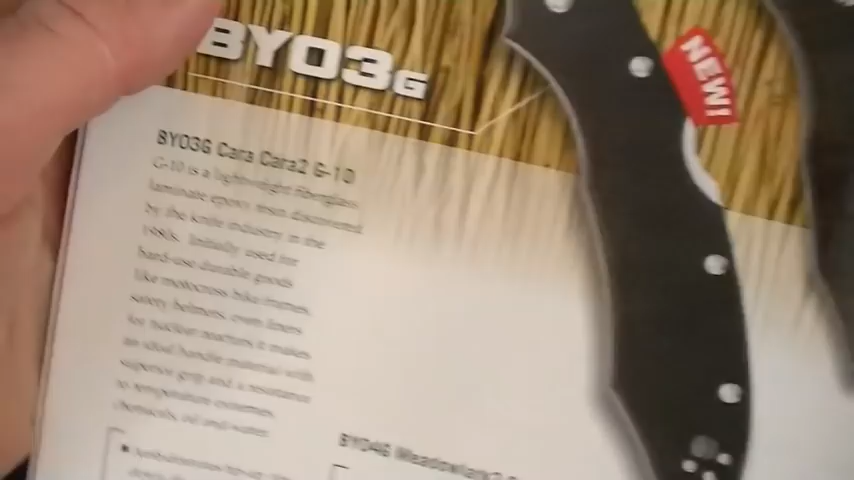 BY03G
NEW!
BY03G Cara Cara2 G-10
G-10 is a lightweight fiberglass
laminate epoxy resin discovered
by the knife industry in the
1980s. Initially used for
hard-use durable goods
like motocross bike frames,
safety helmets, even liners
for nuclear reactors, it makes
an ideal handle material with
superior grip and a resistance
to temperature extremes,
chemicals, oil and water.
BY04G Meadowlark2